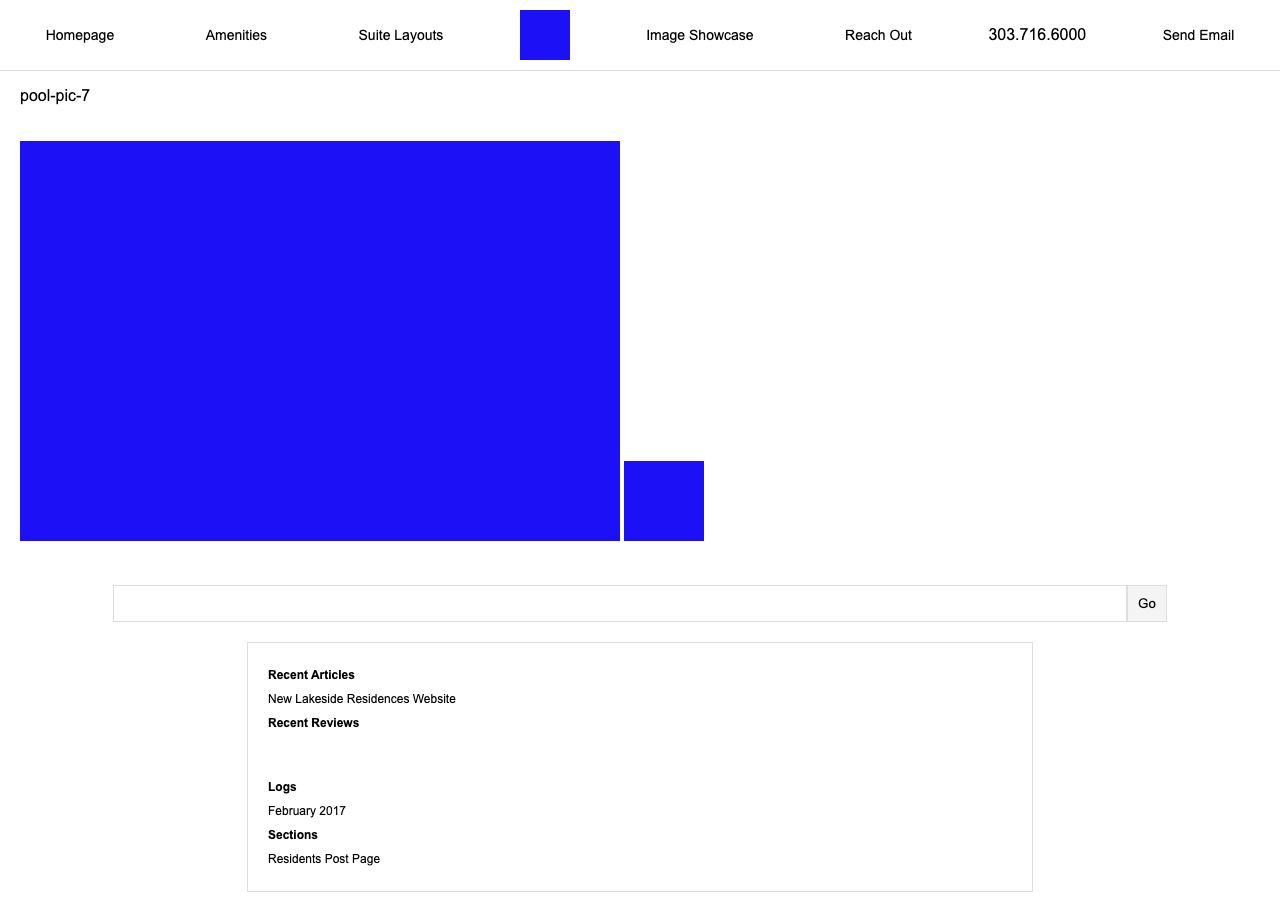 Homepage Amenities Suite Layouts Image Showcase Reach Out 303.716.6000 Send Email
pool-pic-7
Go
Recent Articles
New Lakeside Residences Website
Recent Reviews
Logs
February 2017
Sections
Residents Post Page